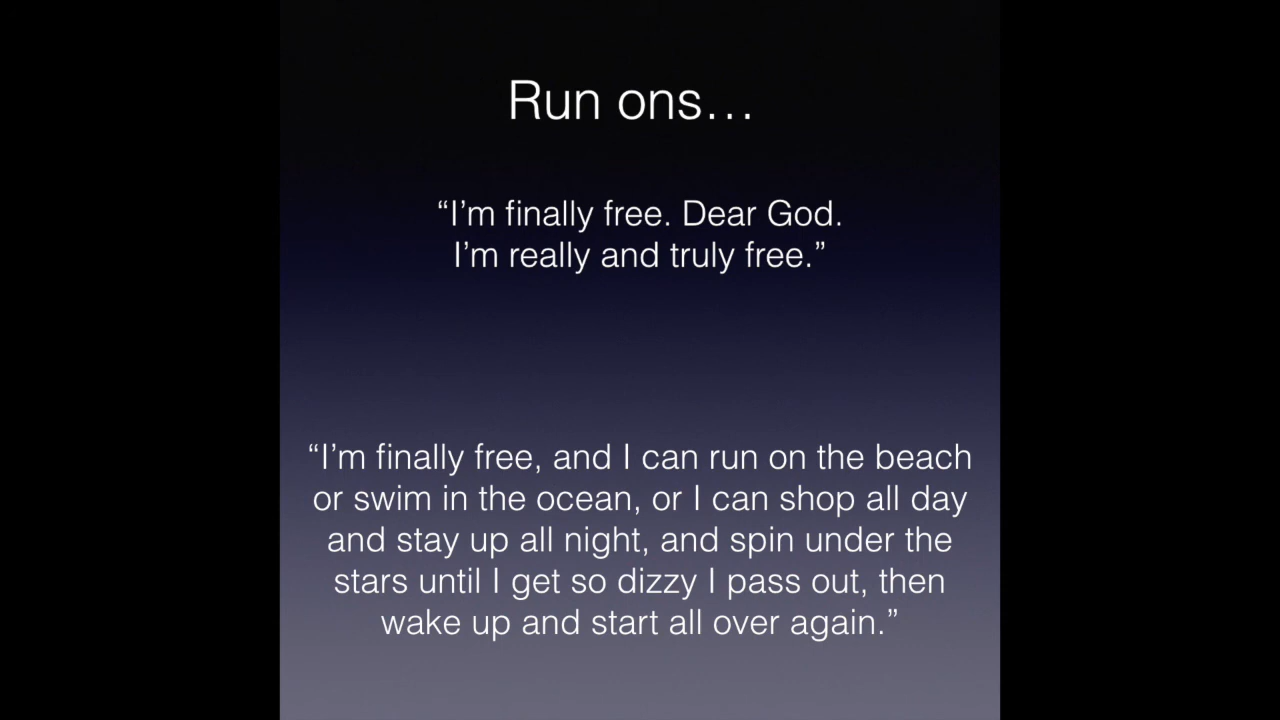 Run ons…
“I’m finally free. Dear God.
I’m really and truly free.”
“I’m finally free, and I can run on the beach
or swim in the ocean, or I can shop all day
and stay up all night, and spin under the
stars until I get so dizzy I pass out, then
wake up and start all over again.”